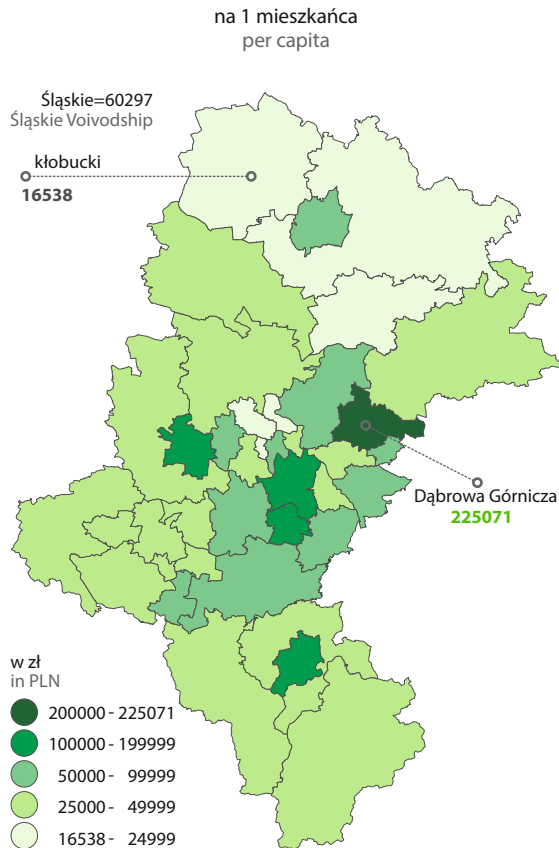 na 1 mieszkańca
per capita
Śląskie=60297
Śląskie Voivodship
kłobucki
16538
Dąbrowa Górnicza
225071
w zł
in PLN
200000 - 225071
100000 - 199999
50000 - 99999
25000 - 49999
16538 - 24999